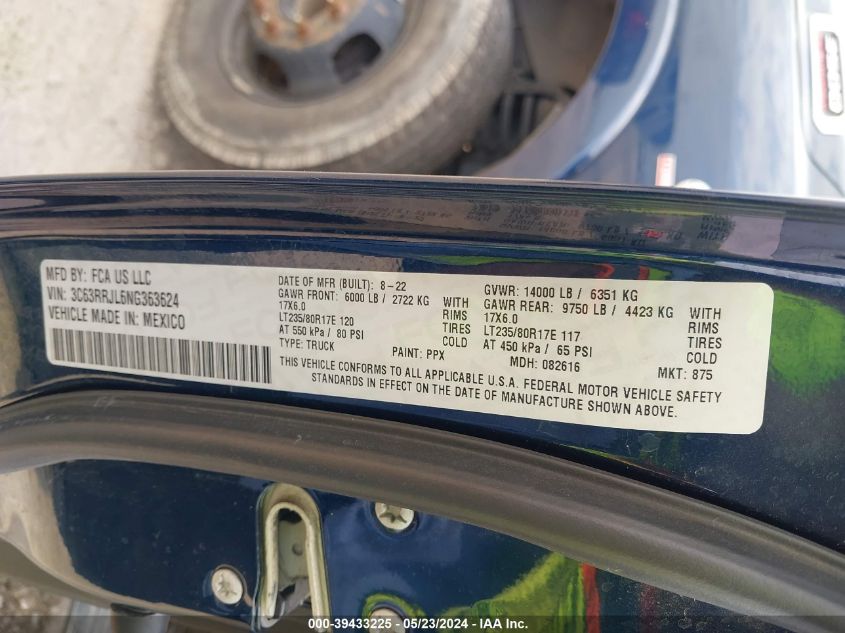 MFD BY: FCA US LLC
VIN: 3C63RRJL6NG363624
VEHICLE MADE IN: MEXICO
DATE OF MFR (BUILT): 8-22
GAWR FRONT: 6000 LB / 2722 KG WITH
17X6.0 RIMS
LT235/80R17E 120 TIRES
AT 550 kPa / 80 PSI COLD
TYPE: TRUCK PAINT: PPX
GVWR: 14000 LB / 6351 KG
GAWR REAR: 9750 LB / 4423 KG WITH
17X6.0 RIMS
LT235/80R17E 117 TIRES
AT 450 kPa / 65 PSI COLD
MDH: 082616 MKT: 875
THIS VEHICLE CONFORMS TO ALL APPLICABLE U.S.A. FEDERAL MOTOR VEHICLE SAFETY
STANDARDS IN EFFECT ON THE DATE OF MANUFACTURE SHOWN ABOVE.
000-39433225 - 05/23/2024 - IAA Inc.